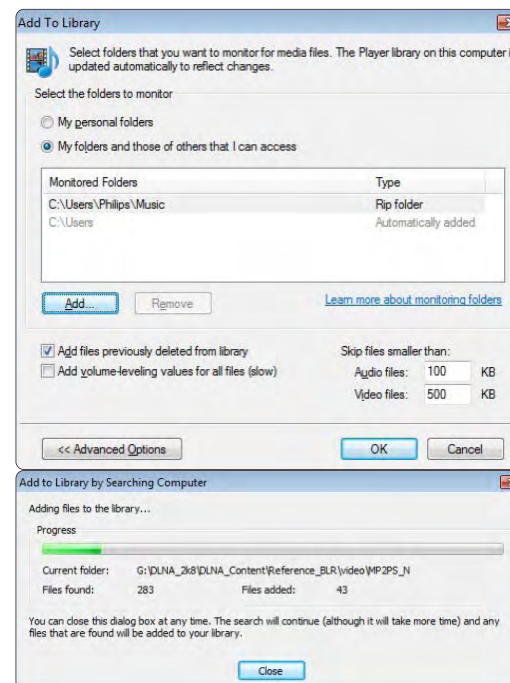 Add To Library
Select folders that you want to monitor for media files. The Player library on this computer
updated automatically to reflect changes.
Select the folders to monitor
My personal folders
My folders and those of others that I can access
Monitored Folders Type
C:\Users\Philips\Music Rip folder
C:\Users Automatically added
Add... Remove Learn more about monitoring folders
Add files previously deleted from library Skip files smaller than:
Add volume-leveling values for all files (slow) Audio files: 100 KB
Video files: 500 KB
<< Advanced Options OK Cancel
Add to Library by Searching Computer
Adding files to the library...
Progress
Current folder: G:\DLNA_2k8\DLNA_Content\Reference_BLR\video\MP2PS_N
Files found: 283 Files added: 43
You can close this dialog box at any time. The search will continue (although it will take more time) and any
files that are found will be added to your library.
Close